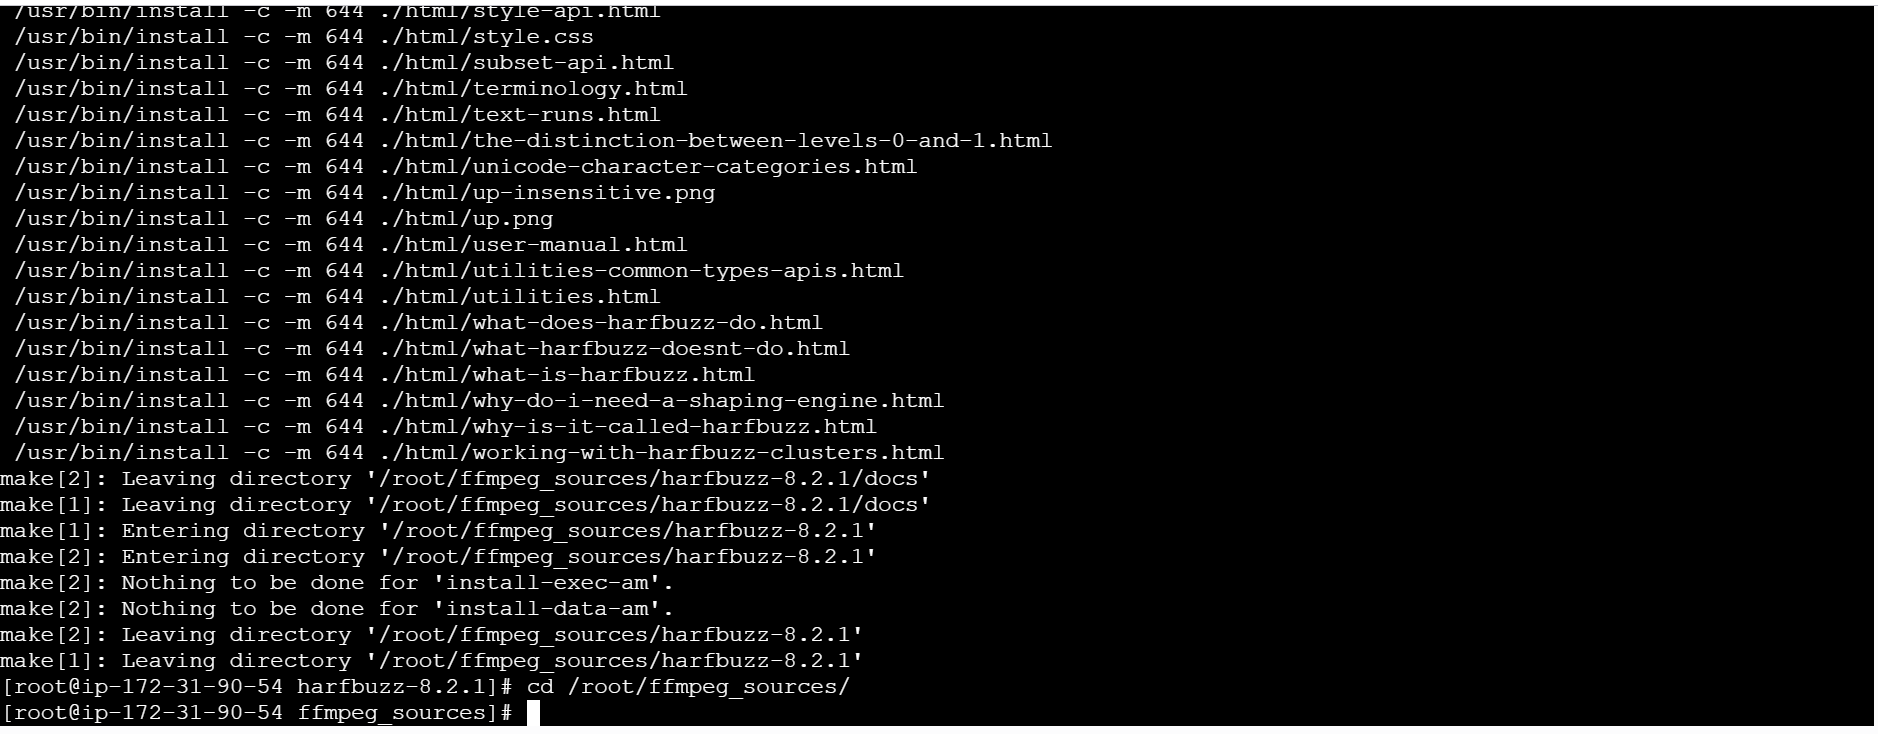 /usr/bin/install -c -m 644 ./html/style-api.html
/usr/bin/install -c -m 644 ./html/style.css
/usr/bin/install -c -m 644 ./html/subset-api.html
/usr/bin/install -c -m 644 ./html/terminology.html
/usr/bin/install -c -m 644 ./html/text-runs.html
/usr/bin/install -c -m 644 ./html/the-distinction-between-levels-0-and-1.html
/usr/bin/install -c -m 644 ./html/unicode-character-categories.html
/usr/bin/install -c -m 644 ./html/up-insensitive.png
/usr/bin/install -c -m 644 ./html/up.png
/usr/bin/install -c -m 644 ./html/user-manual.html
/usr/bin/install -c -m 644 ./html/utilities-common-types-apis.html
/usr/bin/install -c -m 644 ./html/utilities.html
/usr/bin/install -c -m 644 ./html/what-does-harfbuzz-do.html
/usr/bin/install -c -m 644 ./html/what-harfbuzz-doesnt-do.html
/usr/bin/install -c -m 644 ./html/what-is-harfbuzz.html
/usr/bin/install -c -m 644 ./html/why-do-i-need-a-shaping-engine.html
/usr/bin/install -c -m 644 ./html/why-is-it-called-harfbuzz.html
/usr/bin/install -c -m 644 ./html/working-with-harfbuzz-clusters.html
make[2]: Leaving directory '/root/ffmpeg_sources/harfbuzz-8.2.1/docs'
make[1]: Leaving directory '/root/ffmpeg_sources/harfbuzz-8.2.1/docs'
make[1]: Entering directory '/root/ffmpeg_sources/harfbuzz-8.2.1'
make[2]: Entering directory '/root/ffmpeg_sources/harfbuzz-8.2.1'
make[2]: Nothing to be done for 'install-exec-am'.
make[2]: Nothing to be done for 'install-data-am'.
make[2]: Leaving directory '/root/ffmpeg_sources/harfbuzz-8.2.1'
make[1]: Leaving directory '/root/ffmpeg_sources/harfbuzz-8.2.1'
[root@ip-172-31-90-54 harfbuzz-8.2.1]# cd /root/ffmpeg_sources/
[root@ip-172-31-90-54 ffmpeg_sources]#